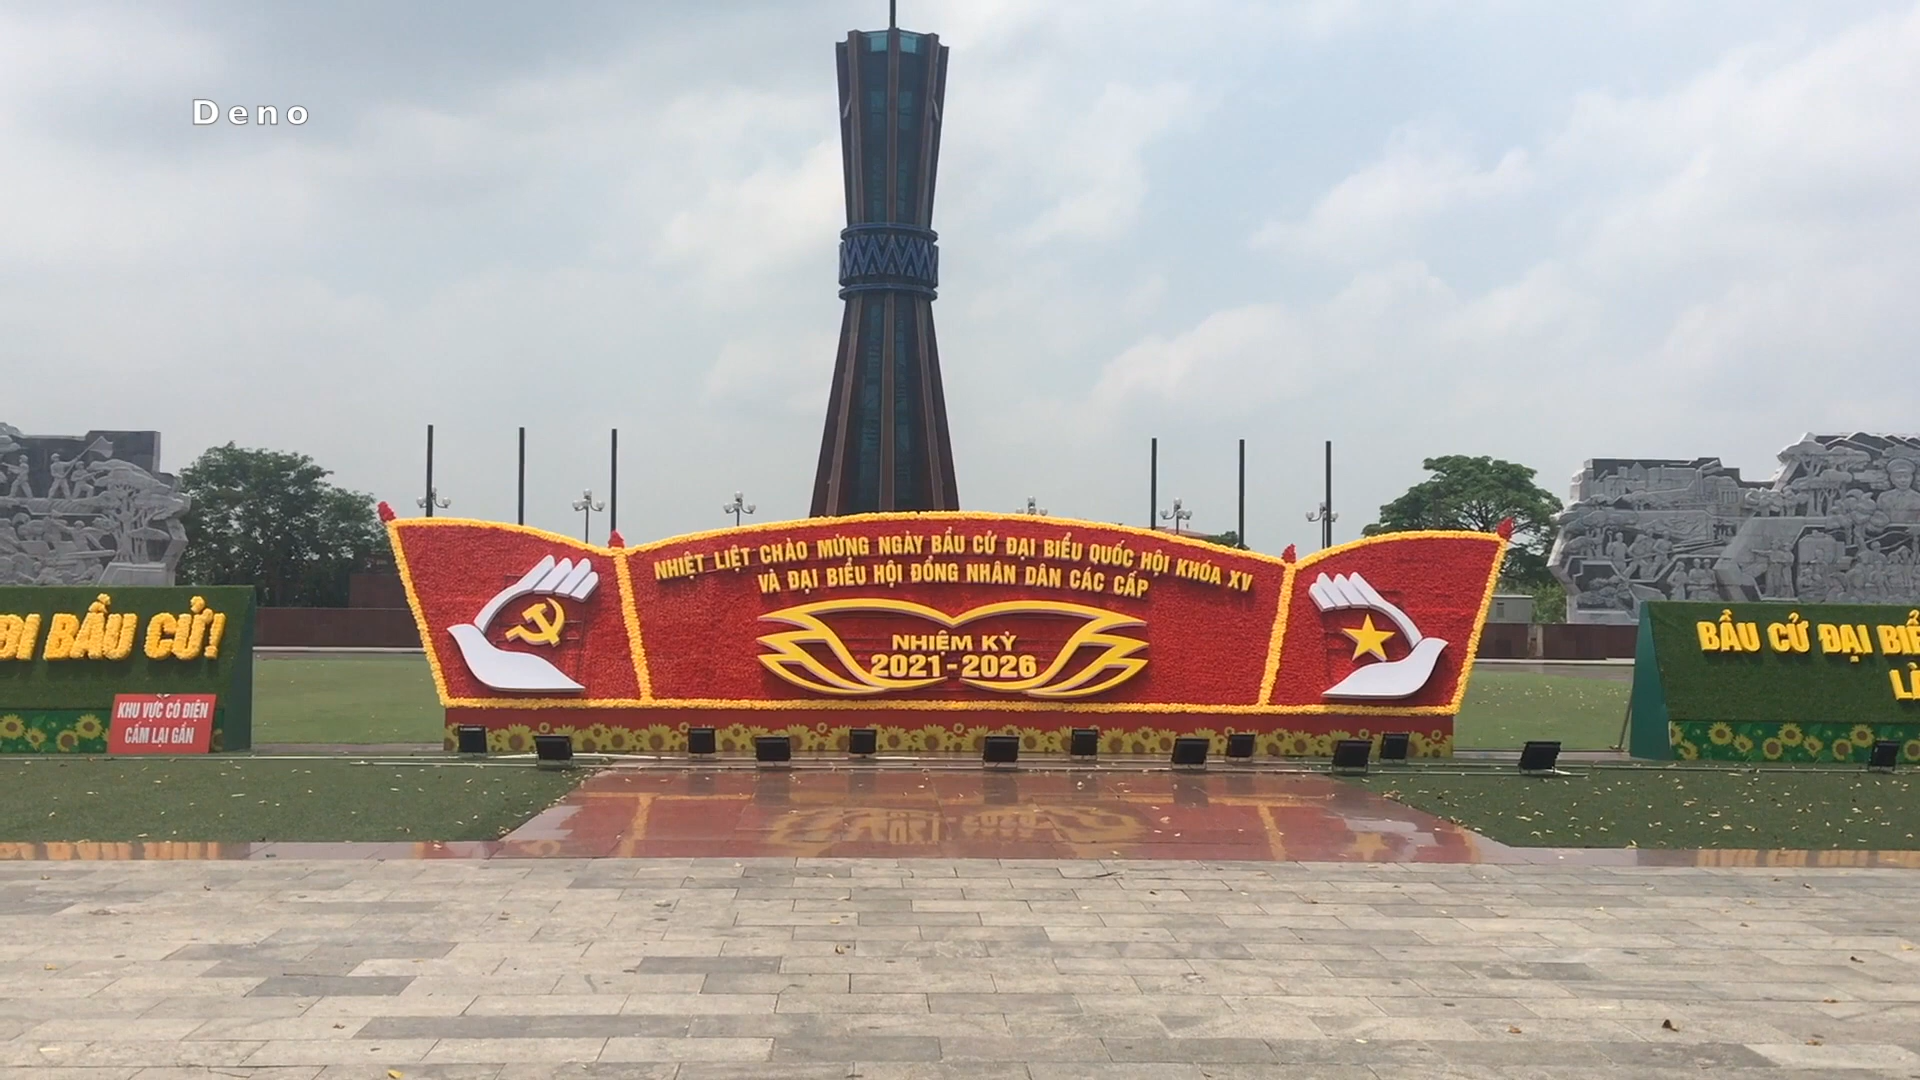 Deno
NHIỆT LIỆT CHÀO MỪNG NGÀY BẦU CỬ ĐẠI BIỂU QUỐC HỘI KHÓA XV
VÀ ĐẠI BIỂU HỘI ĐỒNG NHÂN DÂN CÁC CẤP
NHIỆM KỲ
2021-2026
ĐI BẦU CỬ!
KHU VỰC CÓ ĐIỆN
CẤM LẠI GẦN
BẦU CỬ ĐẠI BIỂ
LÀ